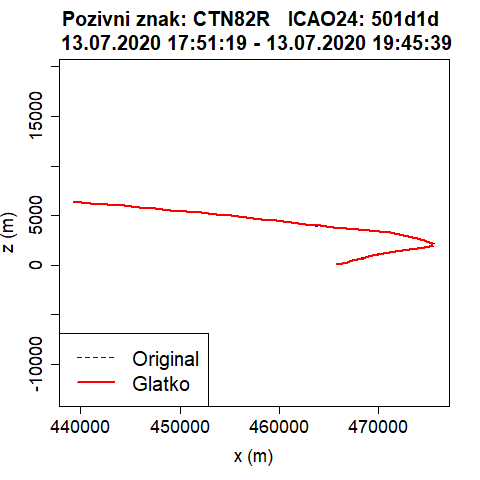 Pozivni znak: CTN82R   ICAO24: 501d1d
13.07.2020 17:51:19 - 13.07.2020 19:45:39
15000
5000
0
-10000
z (m)
Original
Glatko
440000 450000 460000 470000
x (m)